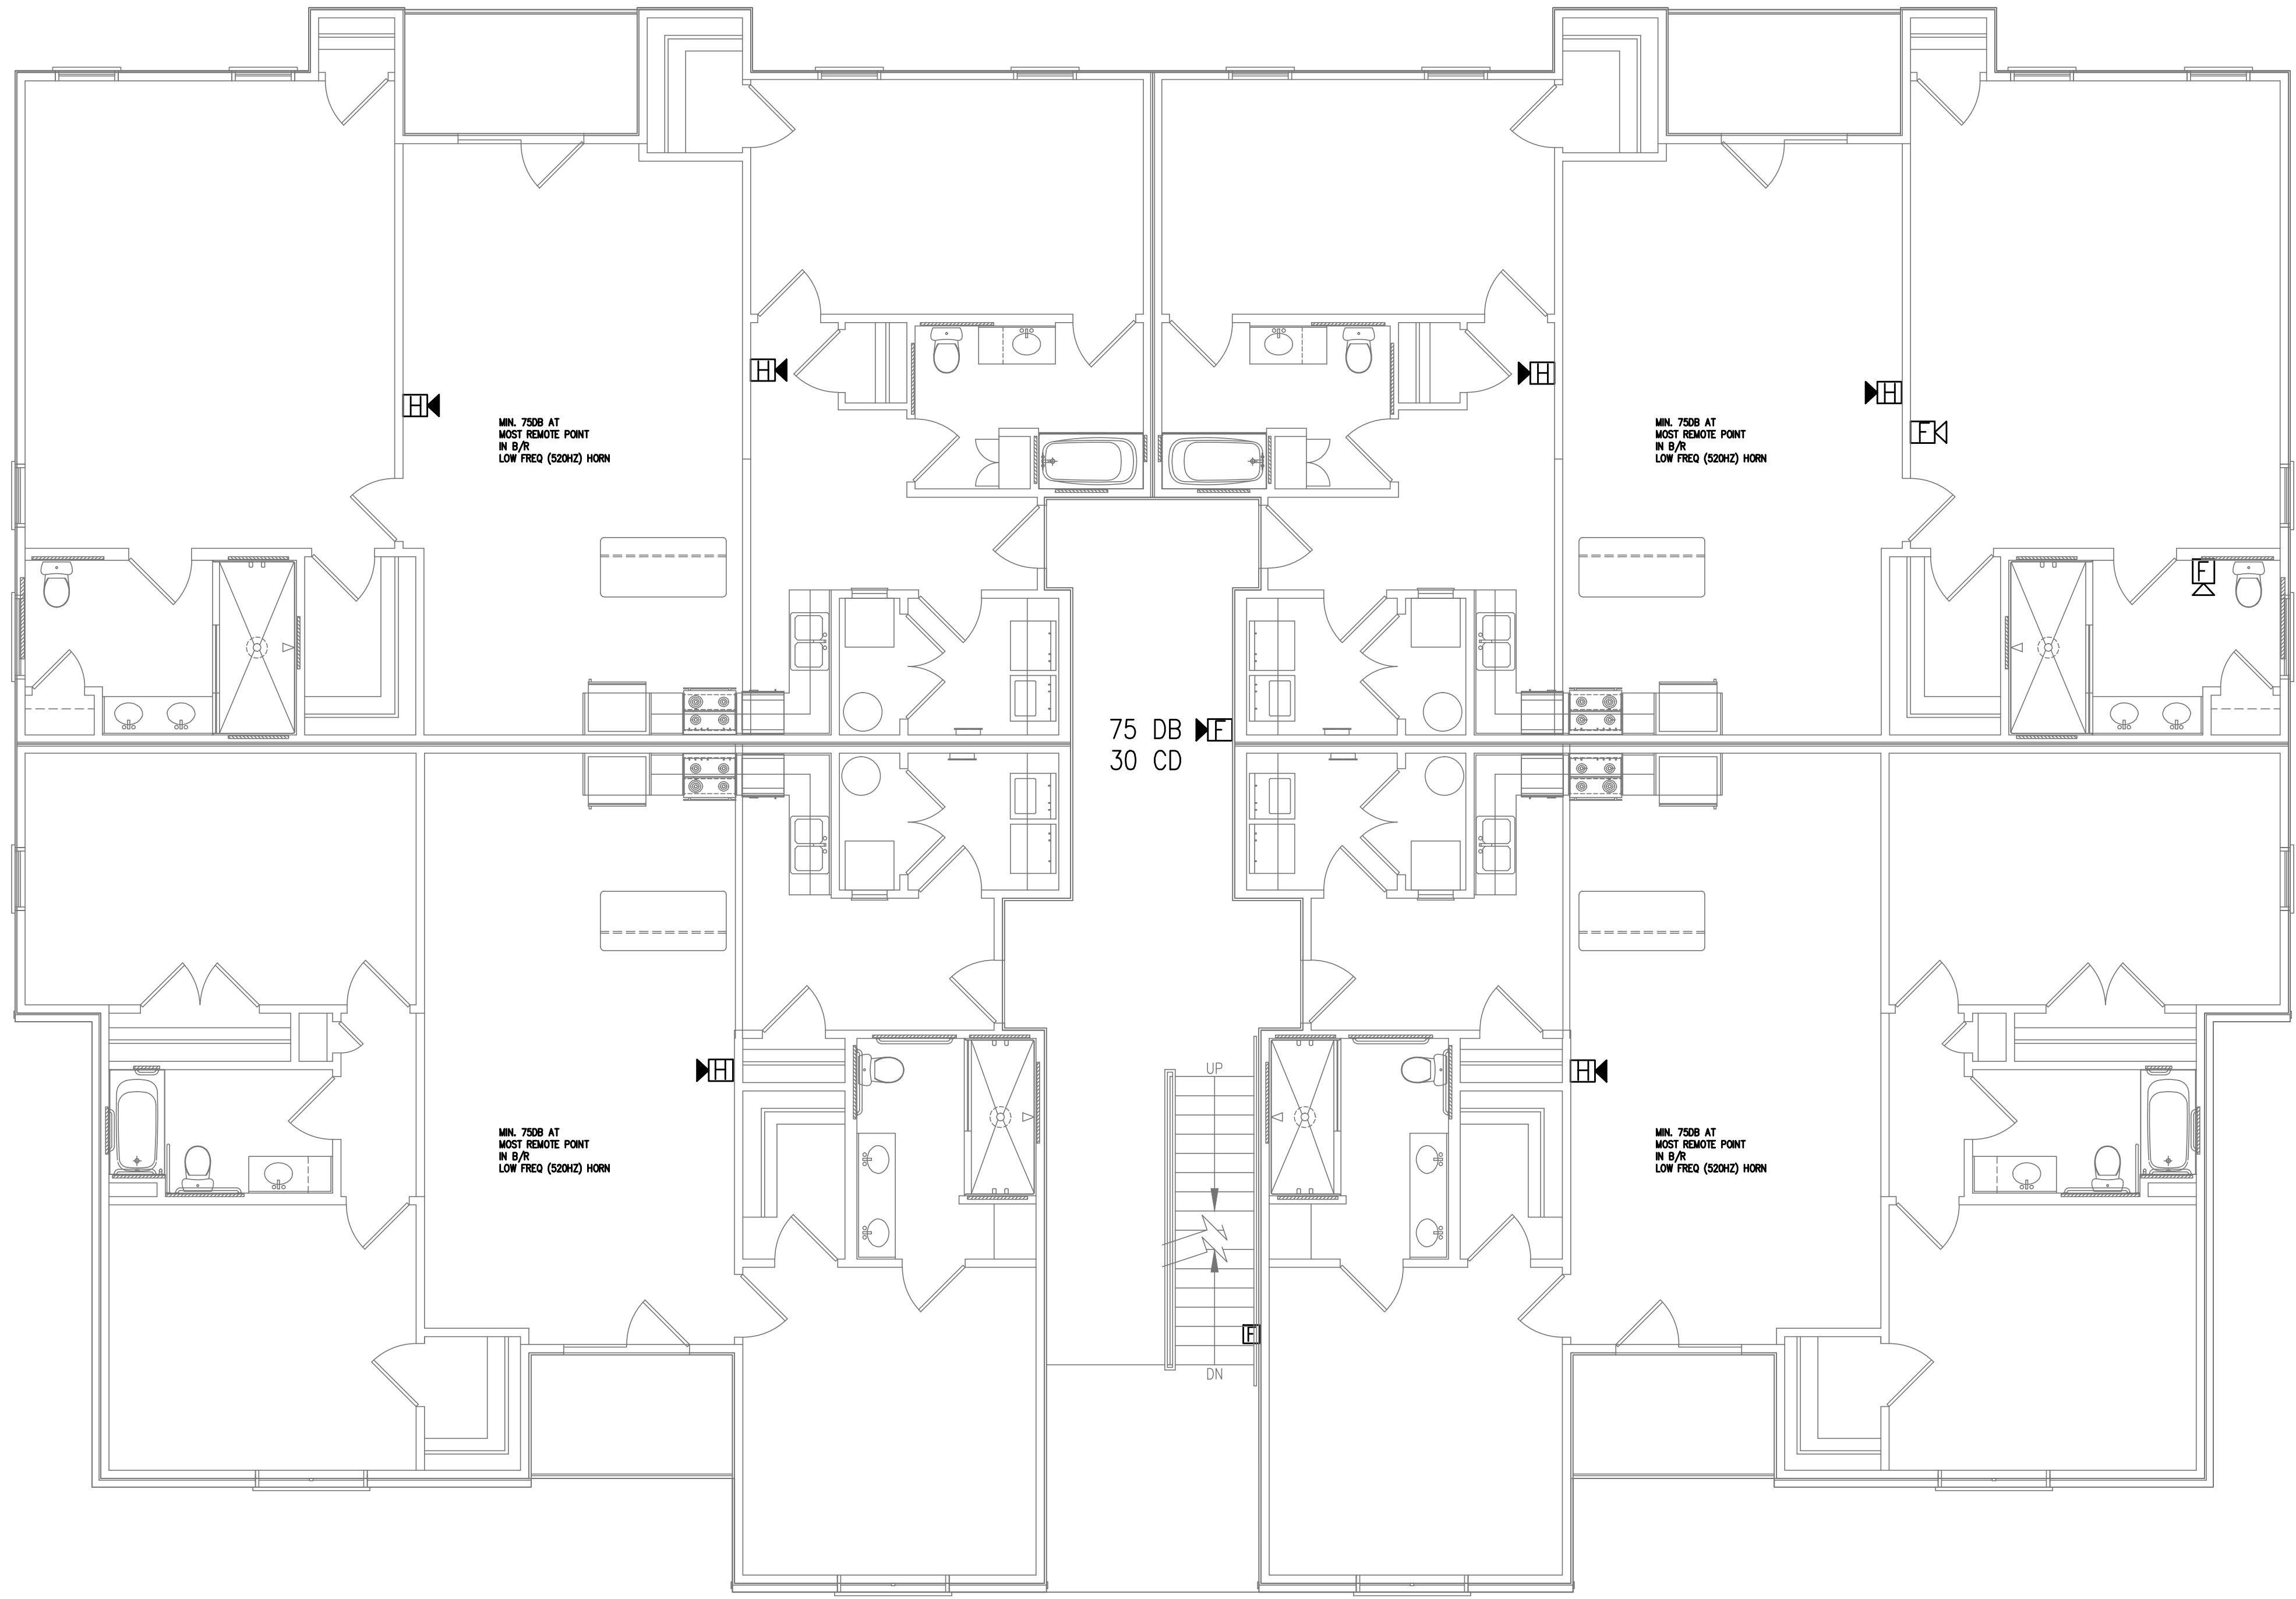 H
H
H
H
F
MIN. 75DB AT
MOST REMOTE POINT
IN B/R
LOW FREQ (520HZ) HORN
MIN. 75DB AT
MOST REMOTE POINT
IN B/R
LOW FREQ (520HZ) HORN
F
75 DB
30 CD
F
UP
H
H
MIN. 75DB AT
MOST REMOTE POINT
IN B/R
LOW FREQ (520HZ) HORN
MIN. 75DB AT
MOST REMOTE POINT
IN B/R
LOW FREQ (520HZ) HORN
F
DN